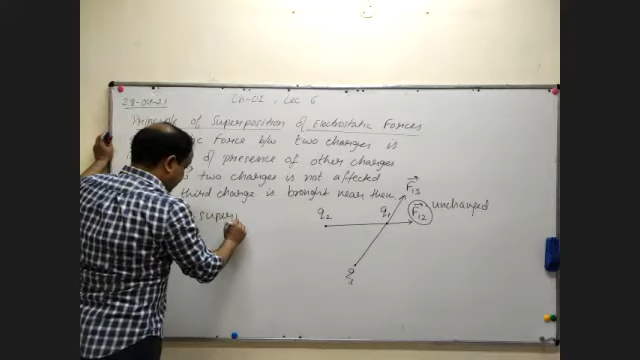 28-04-21
Ch-01, Lec 6
Principle of Superposition of Electrostatic Forces
Force b/w two charges is
of presence of other charges
two charges is not affected
third charge is brought near them.
super
F13
q2
q1
F12
unchanged
q3